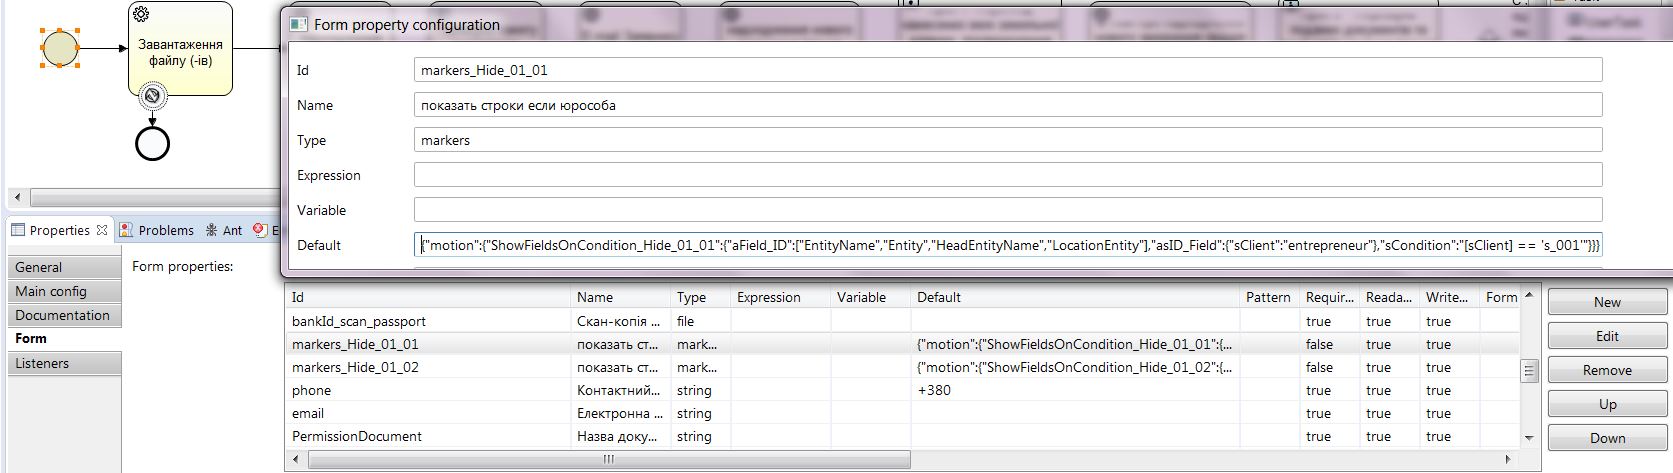 Завантаження
файлу (-ів)
Form property configuration
Id markers_Hide_01_01
Name показать строки если юрособа
Type markers
Expression
Variable
Default {"motion":{"ShowFieldsOnCondition_Hide_01_01":{"aField_ID":["EntityName","Entity","HeadEntityName","LocationEntity"],"asID_Field":{"sClient":"entrepreneur"},"sCondition":"[sClient] == 's_001'"}}}
Properties Problems Ant E
General
Main config
Documentation
Form
Listeners
Form properties:
Id Name Type Expression Variable Default Pattern Requir... Reada... Write... Form
bankId_scan_passport Скан-копія ... file true true true
markers_Hide_01_01 показать ст... mark... {"motion":{"ShowFieldsOnCondition_Hide_01_01":{... false true true
markers_Hide_01_02 показать ст... mark... {"motion":{"ShowFieldsOnCondition_Hide_01_02":{... false true true
phone Контактний... string +380 true true true
email Електронна ... string true true true
PermissionDocument Назва доку... string true true true
New
Edit
Remove
Up
Down